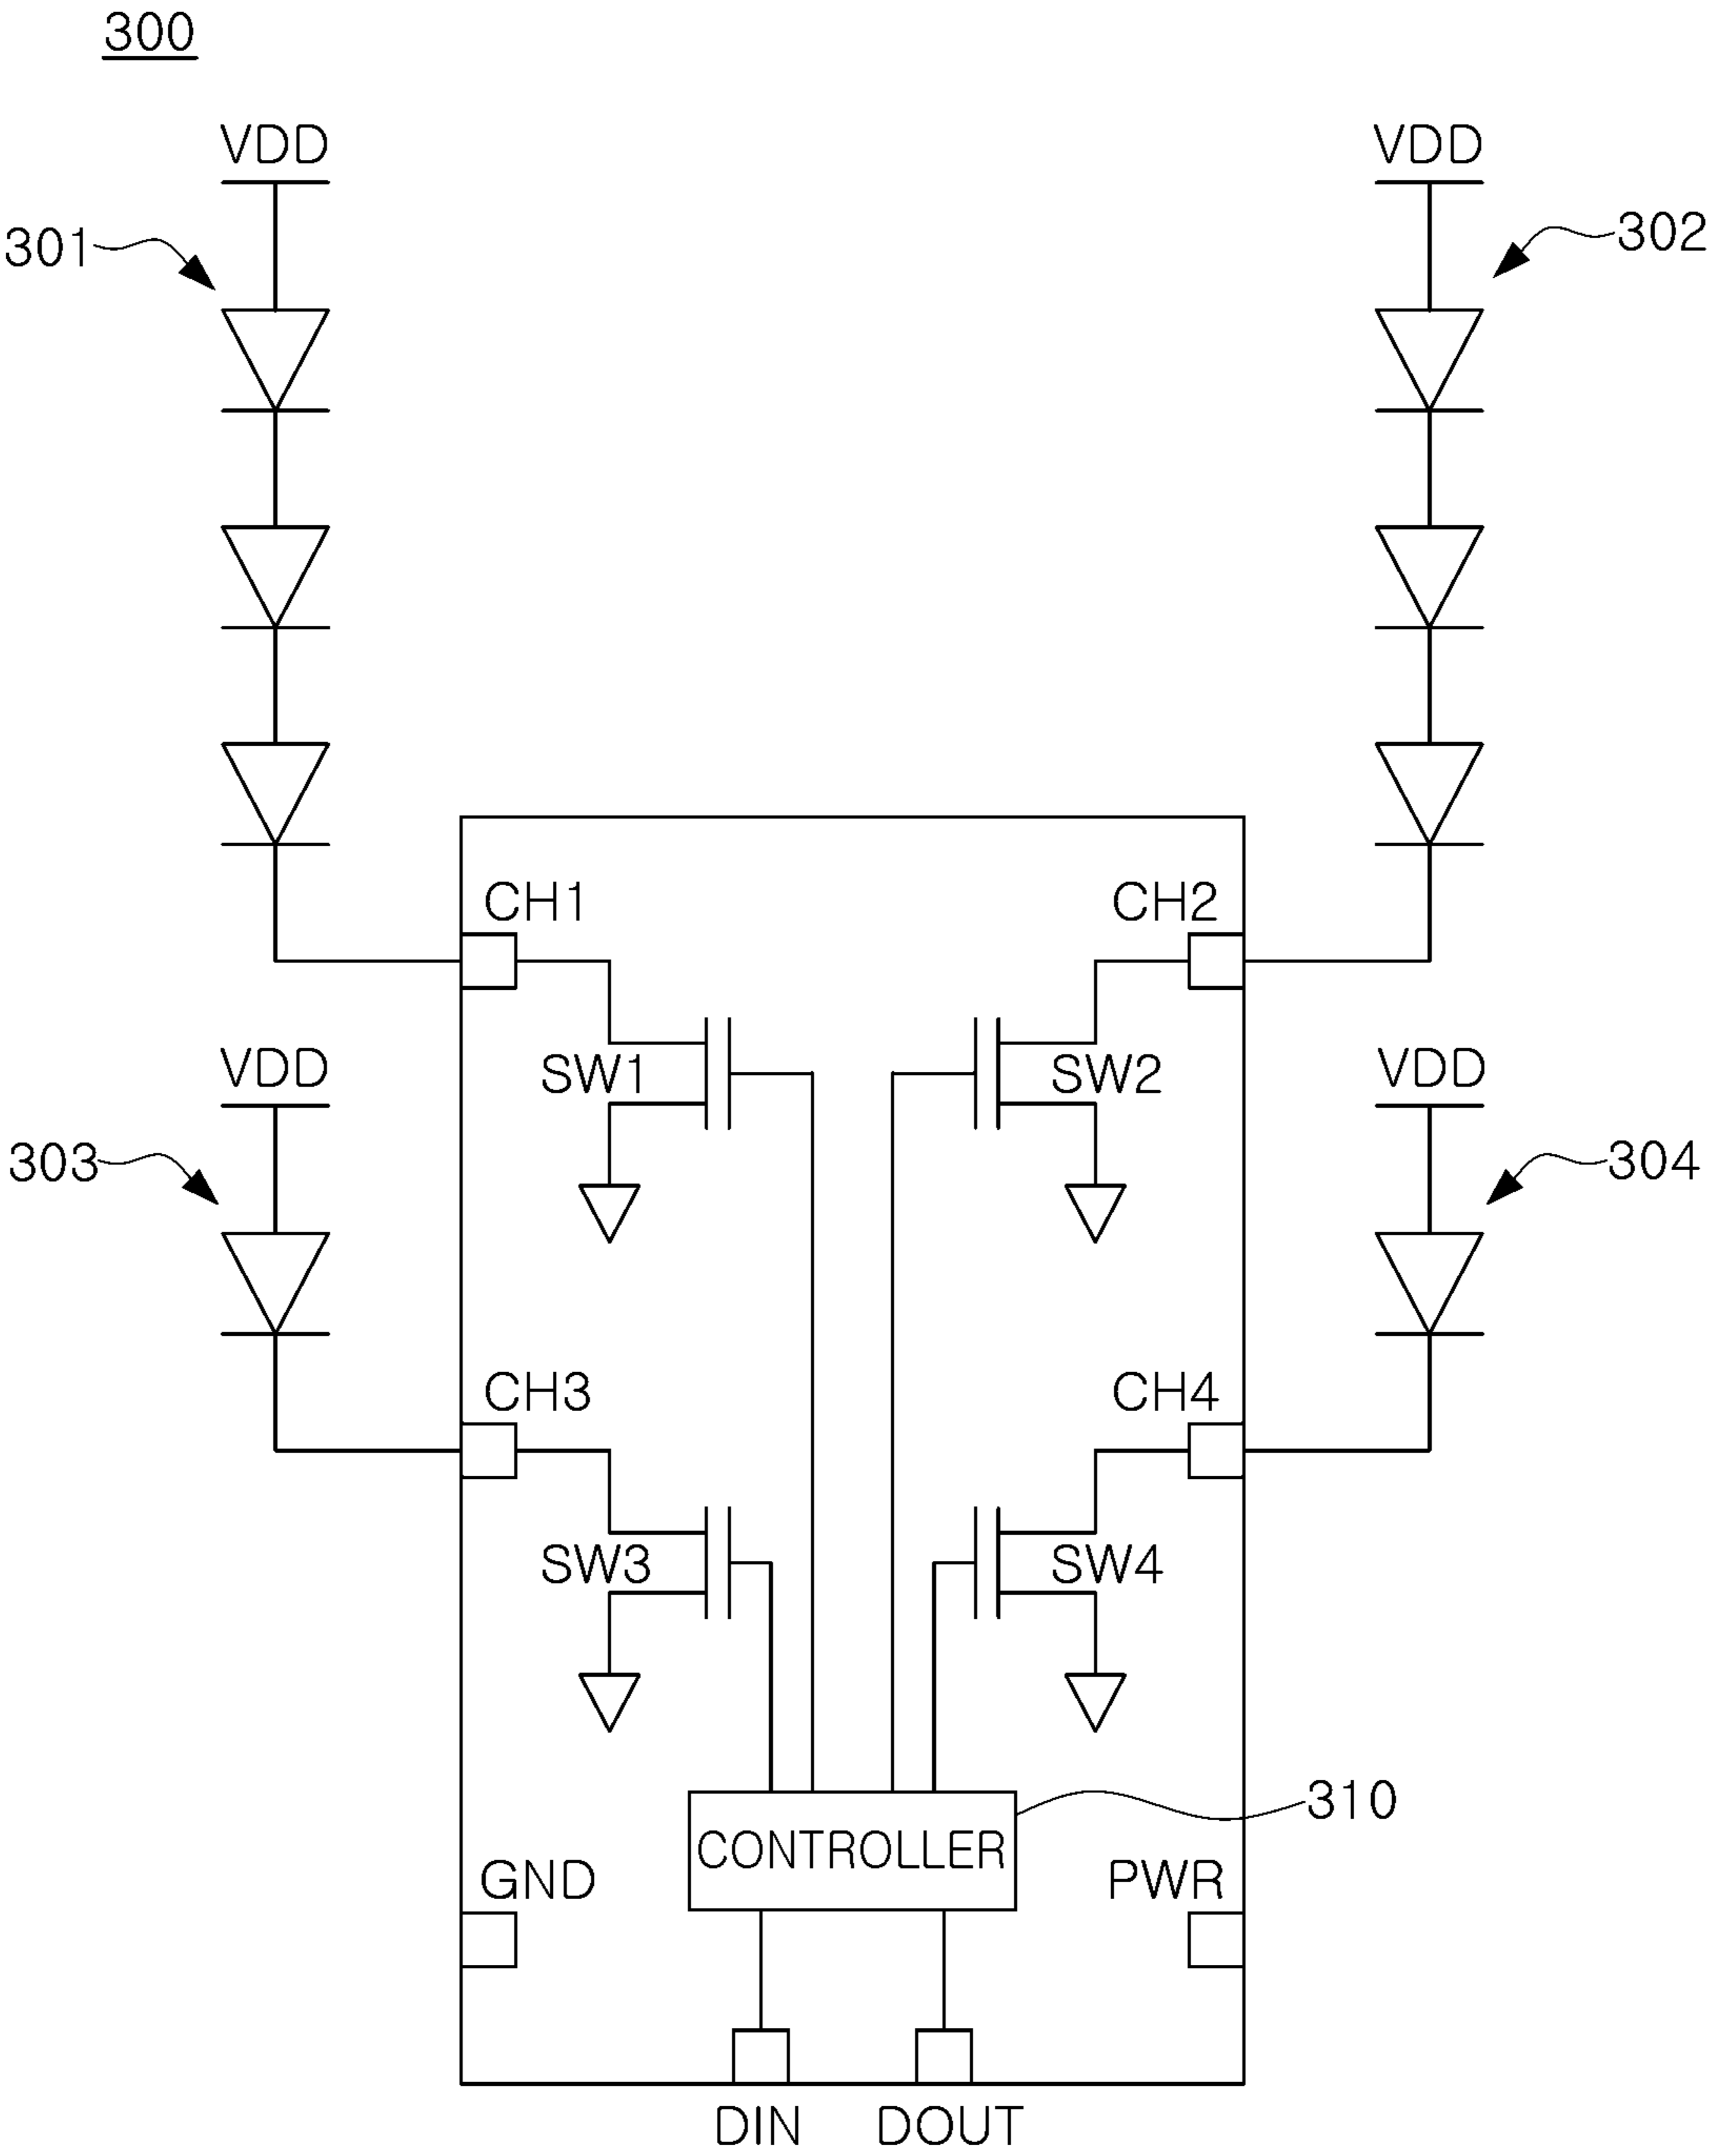 300
VDD VDD
301 302
CH1 CH2
SW1 SW2
VDD VDD
303 304
CH3 CH4
SW3 SW4
310
CONTROLLER
GND PWR
DIN DOUT